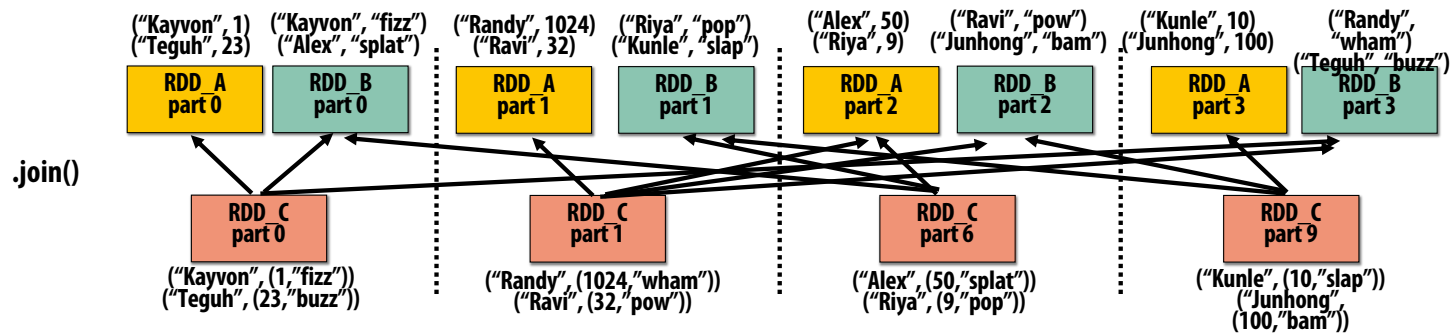 ("Kayvon", 1)
("Teguh", 23)
("Kayvon", "fizz")
("Alex", "splat")
("Randy", 1024)
("Ravi", 32)
("Riya", "pop")
("Kunle", "slap")
("Alex", 50)
("Riya", 9)
("Ravi", "pow")
("Junhong", "bam")
("Kunle", 10)
("Junhong", 100)
("Randy",
"wham")
("Teguh", "buzz")
RDD_A
part 0
RDD_B
part 0
RDD_A
part 1
RDD_B
part 1
RDD_A
part 2
RDD_B
part 2
RDD_A
part 3
RDD_B
part 3
.join()
RDD_C
part 0
RDD_C
part 1
RDD_C
part 6
RDD_C
part 9
("Kayvon", (1,"fizz"))
("Teguh", (23,"buzz"))
("Randy", (1024,"wham"))
("Ravi", (32,"pow"))
("Alex", (50,"splat"))
("Riya", (9,"pop"))
("Kunle", (10,"slap"))
("Junhong",
(100,"bam"))